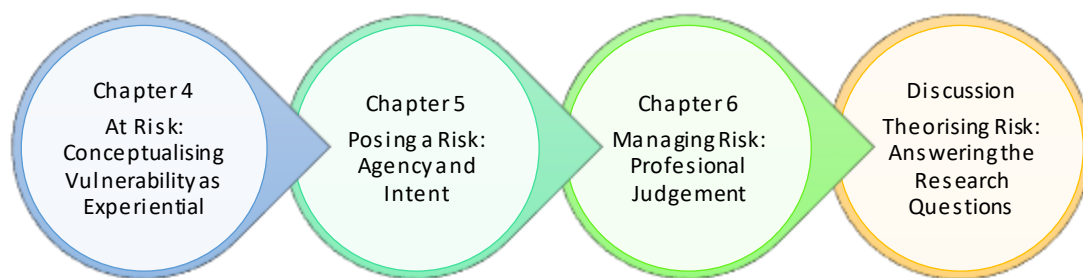 Chapter 4
At Risk:
Conceptualising
Vulnerability as
Experiential
Chapter 5
Posing a Risk:
Agency and
Intent
Chapter 6
Managing Risk:
Profesional
Judgement
Discussion
Theorising Risk:
Answering the
Research
Questions